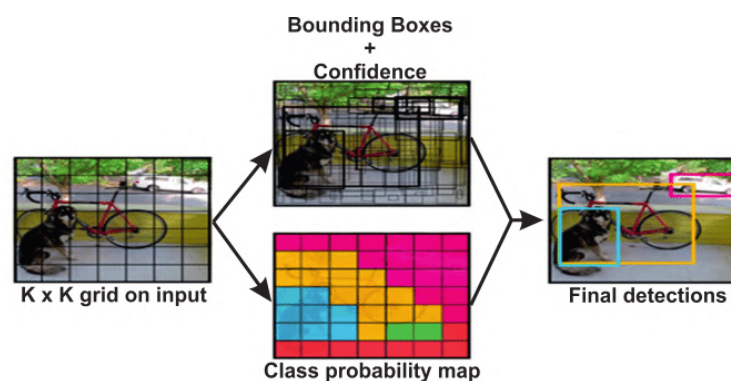 Bounding Boxes
+
Confidence
K x K grid on input
Class probability map
Final detections